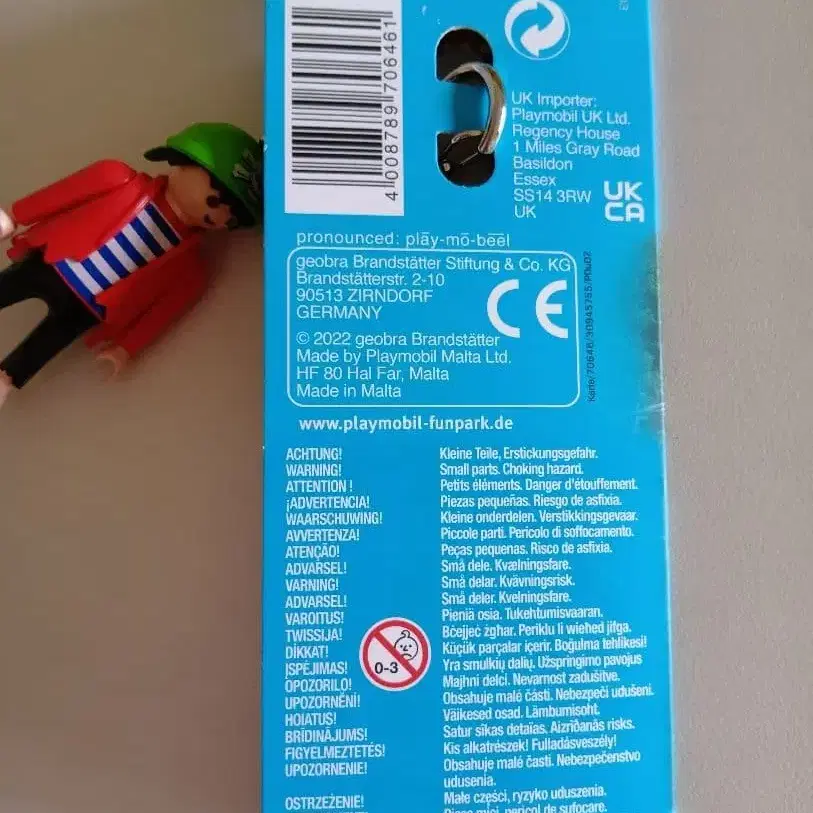 4 008789 706461
UK Importer:
Playmobil UK Ltd.
Regency House
1 Miles Gray Road
Basildon
Essex
SS14 3RW
UK
UK
CA
pronounced: plāy-mō-bēēl
geobra Brandstätter Stiftung & Co. KG
Brandstätterstr. 2-10
90513 ZIRNDORF
GERMANY
CE
© 2022 geobra Brandstätter
Made by Playmobil Malta Ltd.
HF 80 Hal Far, Malta
Made in Malta
www.playmobil-funpark.de
ACHTUNG! Kleine Teile, Erstickungsgefahr.
WARNING! Small parts. Choking hazard.
ATTENTION ! Petits éléments. Danger d'étouffement.
¡ADVERTENCIA! Piezas pequeñas. Riesgo de asfixia.
WAARSCHUWING! Kleine onderdelen. Verstikkingsgevaar.
AVVERTENZA! Piccole parti. Pericolo di soffocamento.
ATENÇÃO! Peças pequenas. Risco de asfixia.
ADVARSEL! Små dele. Kvælningsfare.
VARNING! Små delar. Kvävningsrisk.
ADVARSEL! Små deler. Kvelningsfare.
VAROITUS! Pieniä osia. Tukehtumisvaaran.
TWISSIJA! Bċejjeċ żgħar. Periklu li wieħed jifga.
DİKKAT! Küçük parçalar içerir. Boğulma tehlikesi!
ĮSPĖJIMAS! Yra smulkių dalių. Užspringimo pavojus
OPOZORILO! Majhni delci. Nevarnost zadušitve.
UPOZORNĚNÍ! Obsahuje malé části. Nebezpečí udušení.
HOIATUS! Väikesed osad. Lämbumisoht.
BRĪDINĀJUMS! Satur sīkas detaļas. Aizrīšanās risks.
FIGYELMEZTETÉS! Kis alkatrészek! Fulladásveszély!
UPOZORNENIE! Obsahuje malé časti. Nebezpečenstvo
udusenia.
OSTRZEŻENIE! Małe części, ryzyko uduszenia.
mici, pericol de sufocare.
0-3